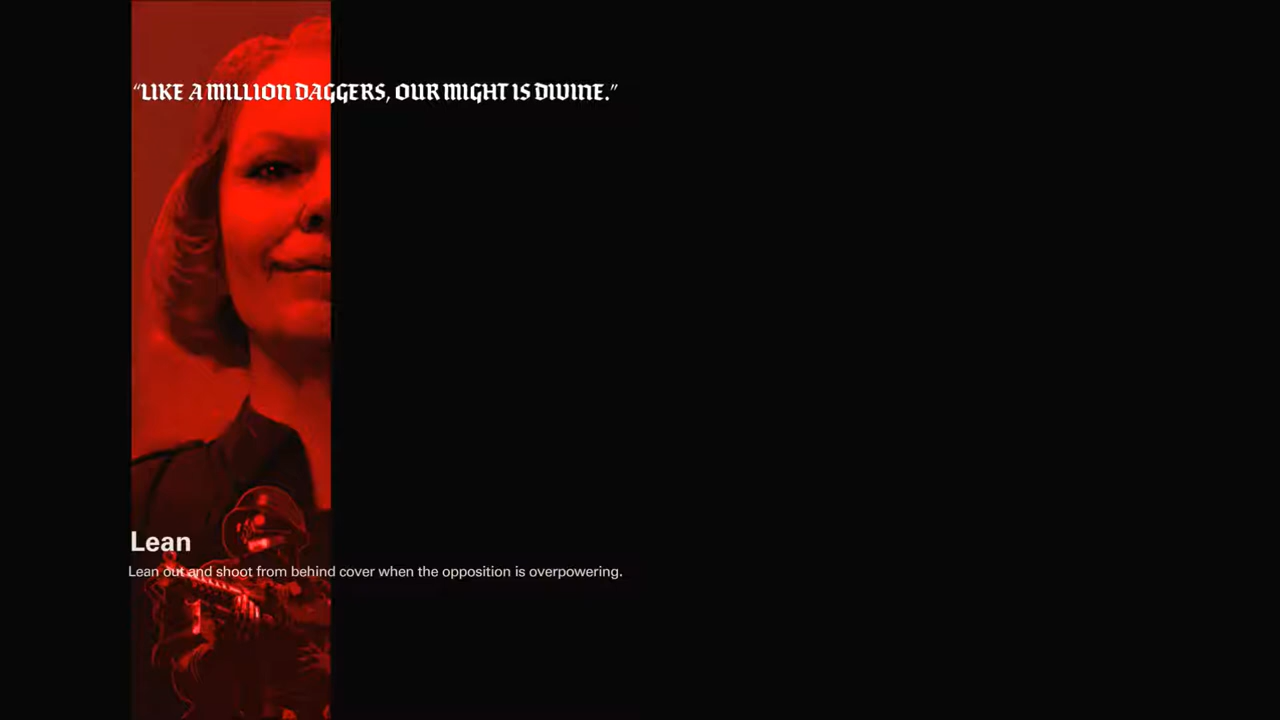 “LIKE A MILLION DAGGERS, OUR MIGHT IS DIVINE.”
Lean
Lean out and shoot from behind cover when the opposition is overpowering.